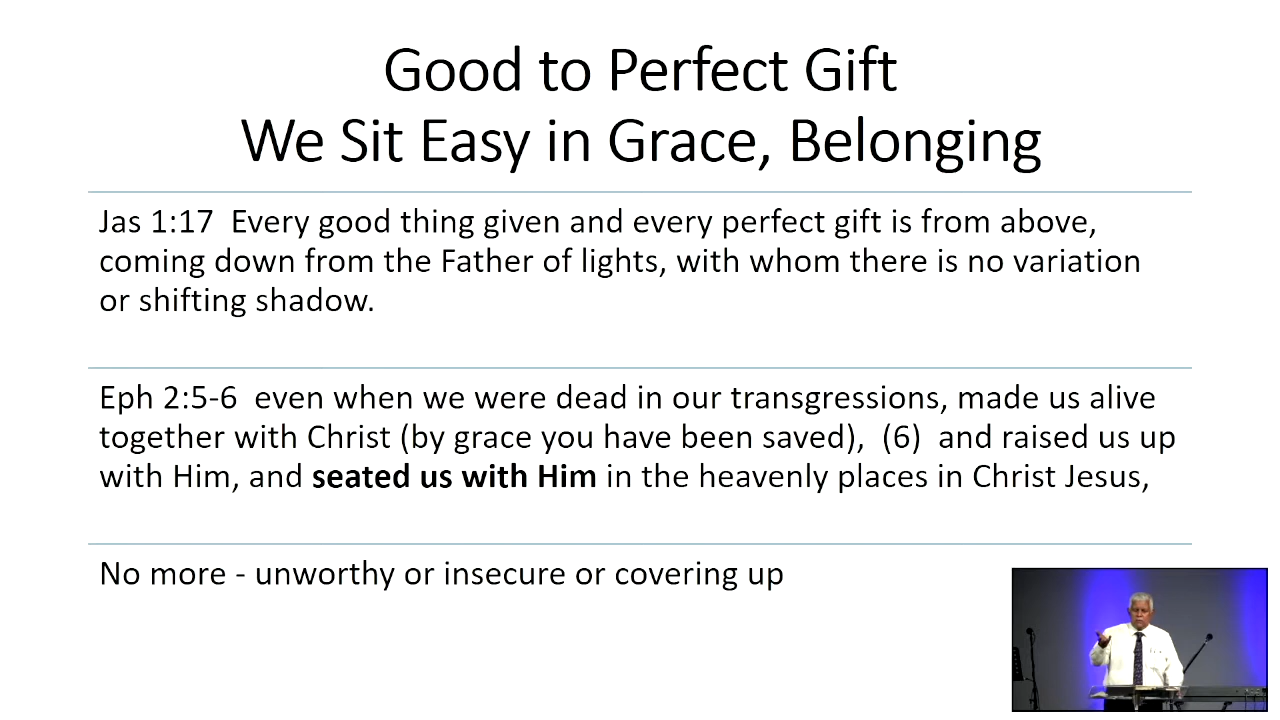 Good to Perfect Gift
We Sit Easy in Grace, Belonging
Jas 1:17  Every good thing given and every perfect gift is from above,
coming down from the Father of lights, with whom there is no variation
or shifting shadow.
Eph 2:5-6  even when we were dead in our transgressions, made us alive
together with Christ (by grace you have been saved),  (6)  and raised us up
with Him, and seated us with Him in the heavenly places in Christ Jesus,
No more - unworthy or insecure or covering up